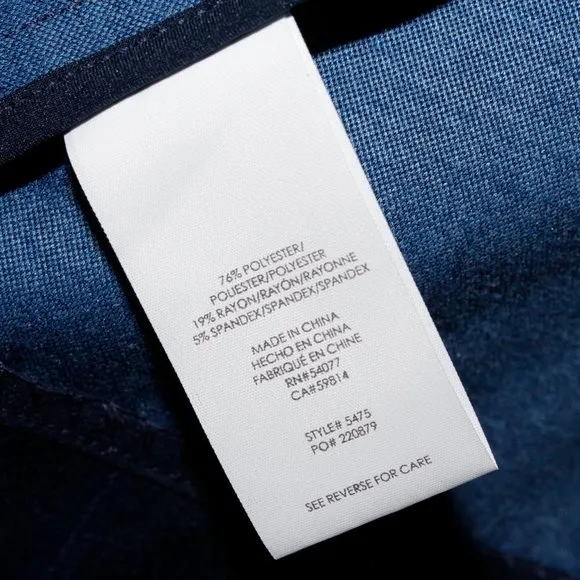 76% POLYESTER/
POLIESTER/POLYESTER
19% RAYON/RAYÓN/RAYONNE
5% SPANDEX/SPANDEX/SPANDEX
MADE IN CHINA
HECHO EN CHINA
FABRIQUÉ EN CHINE
RN#54077
CA#59814
STYLE# 5475
PO# 220879
SEE REVERSE FOR CARE